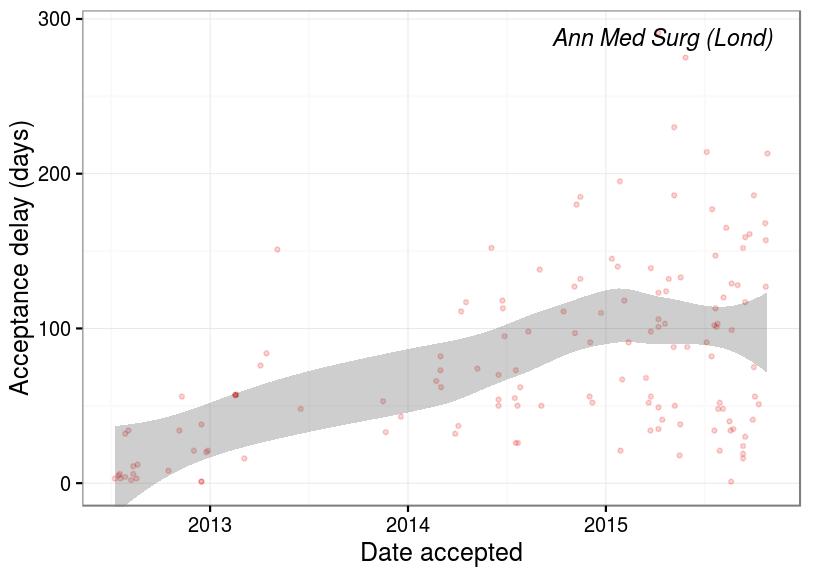 300
Ann Med Surg (Lond)
200
100
0
Acceptance delay (days)
2013 2014 2015
Date accepted